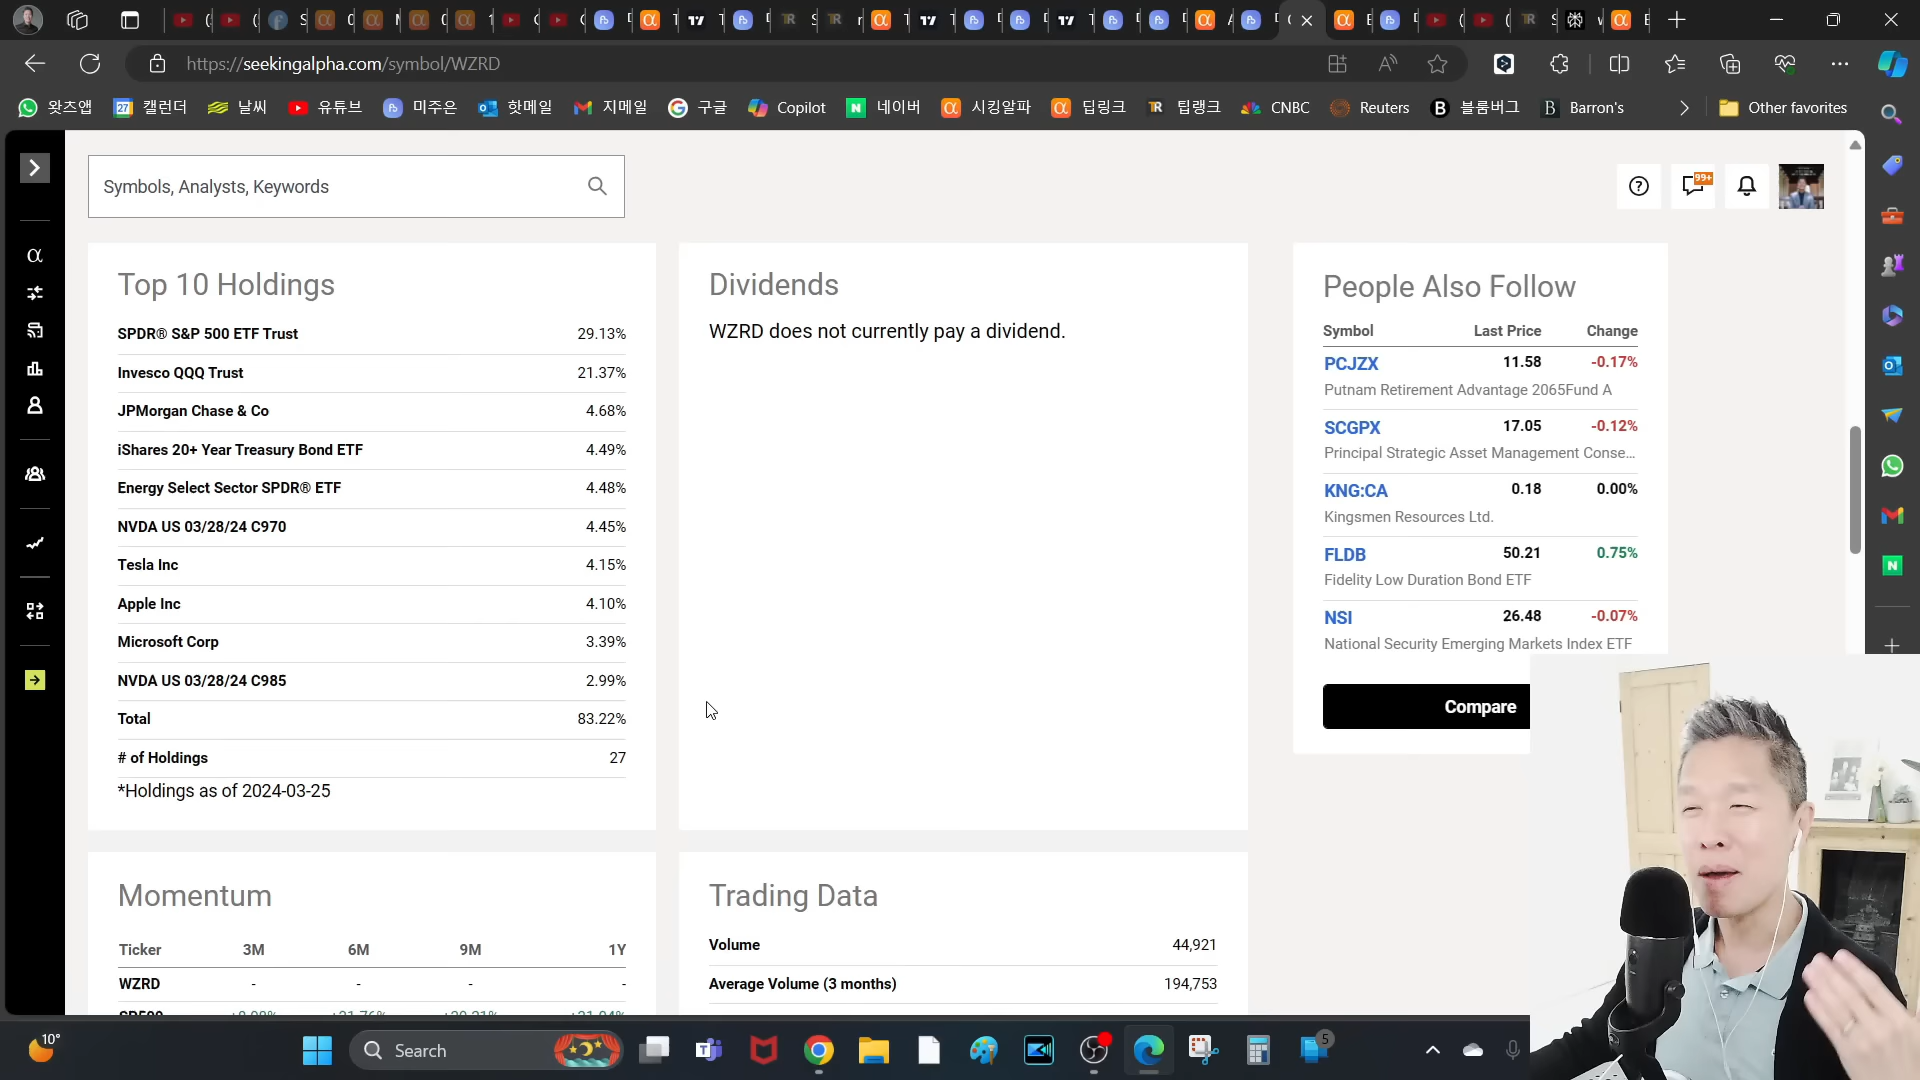 https://seekingalpha.com/symbol/WZRD
왓츠앱
27 캘런더
날씨
유튜브
미주은
핫메일
지메일
구글
Copilot
네이버
시킹알파
딥링크
팁랭크
CNBC
Reuters
블룸버그
Barron's
Other favorites
Symbols, Analysts, Keywords
99+
Top 10 Holdings
SPDR® S&P 500 ETF Trust 29.13%
Invesco QQQ Trust 21.37%
JPMorgan Chase & Co 4.68%
iShares 20+ Year Treasury Bond ETF 4.49%
Energy Select Sector SPDR® ETF 4.48%
NVDA US 03/28/24 C970 4.45%
Tesla Inc 4.15%
Apple Inc 4.10%
Microsoft Corp 3.39%
NVDA US 03/28/24 C985 2.99%
Total 83.22%
# of Holdings 27
*Holdings as of 2024-03-25
Dividends
WZRD does not currently pay a dividend.
People Also Follow
Symbol Last Price Change
PCJZX 11.58 -0.17%
Putnam Retirement Advantage 2065Fund A
SCGPX 17.05 -0.12%
Principal Strategic Asset Management Conse...
KNG:CA 0.18 0.00%
Kingsmen Resources Ltd.
FLDB 50.21 0.75%
Fidelity Low Duration Bond ETF
NSI 26.48 -0.07%
National Security Emerging Markets Index ETF
Compare
Momentum
Ticker 3M 6M 9M 1Y
WZRD - - - -
Trading Data
Volume 44,921
Average Volume (3 months) 194,753
10°
Search
5